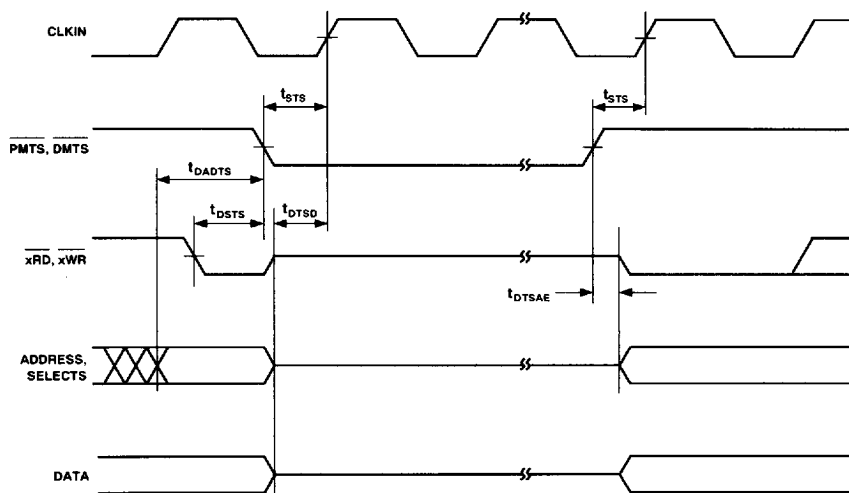 CLKIN
tSTS
tSTS
PMTS, DMTS
tDADTS
tDSTS
tDTSD
xRD, xWR
tDTSAE
ADDRESS,
SELECTS
DATA